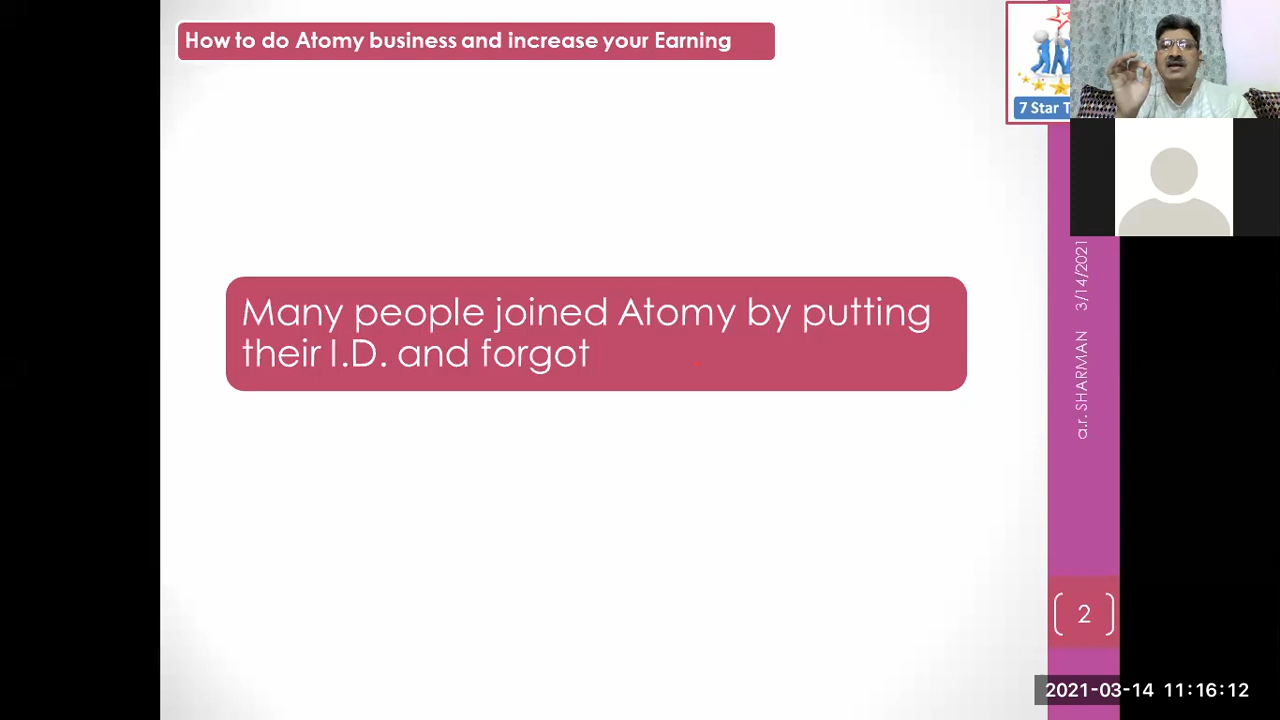 How to do Atomy business and increase your Earning
7 Star T
Many people joined Atomy by putting
their I.D. and forgot
a.r. SHARMAN 3/14/2021
2
2021-03-14 11:16:12